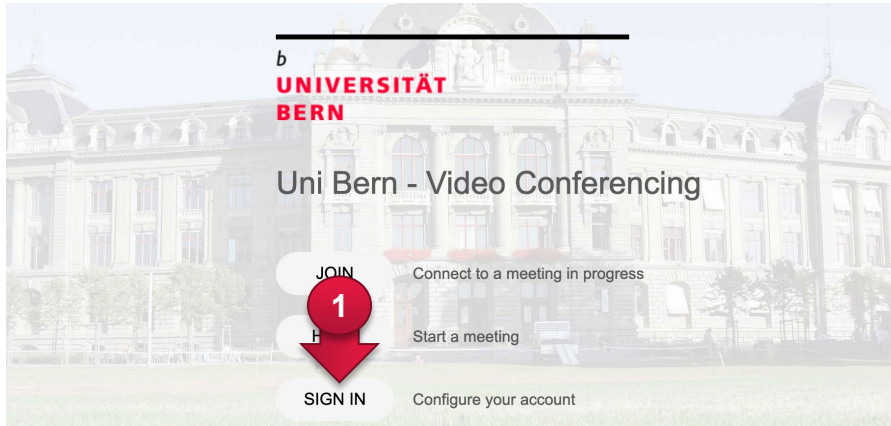 b
UNIVERSITÄT
BERN
Uni Bern - Video Conferencing
JOIN Connect to a meeting in progress
1
Start a meeting
SIGN IN Configure your account